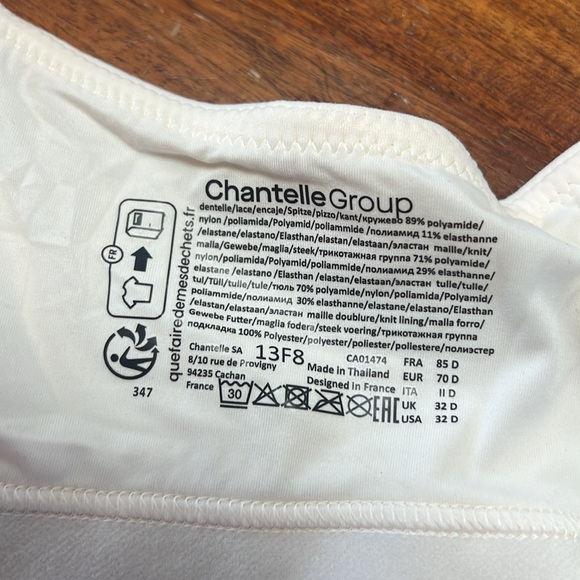 ChantelleGroup
dentelle/lace/encaje/Spitze/pizzo/kant/кружево 89% polyamide/
nylon/poliamida/Polyamid/poliammide/полиамид 11% elasthanne
/elastane/elastano/Elasthan/elastan/elastaan/эластан maille/knit/
malla/Gewebe/maglia/steek/трикотажная группа 71% polyamide/
nylon/poliamida/Polyamid/poliammide/полиамид 29% elasthanne/
elastane /elastano/ Elasthan /elastan/ elastaan/эластан tulle/tulle/
tul/Tüll/tulle/tule/тюль 70% polyamide/nylon/poliamida/Polyamid/
poliammide/полиамид 30% elasthanne/elastane/elastano/Elasthan
/elastan/elastaan/эластан maille doublure/knit lining/malla forro/
Gewebe Futter/maglia fodera/steek voering/трикотажная группа
подкладка 100% Polyester/polyester/poliester/poliestere/полиэстер
Chantelle SA
8/10 rue de Provigny
94235 Cachan
France
13F8
CA01474
Made in Thailand
Designed in France
FRA 85 D
EUR 70 D
ITA II D
UK 32 D
USA 32 D
30
EAC
quefairedemesdechets.fr
FR
347